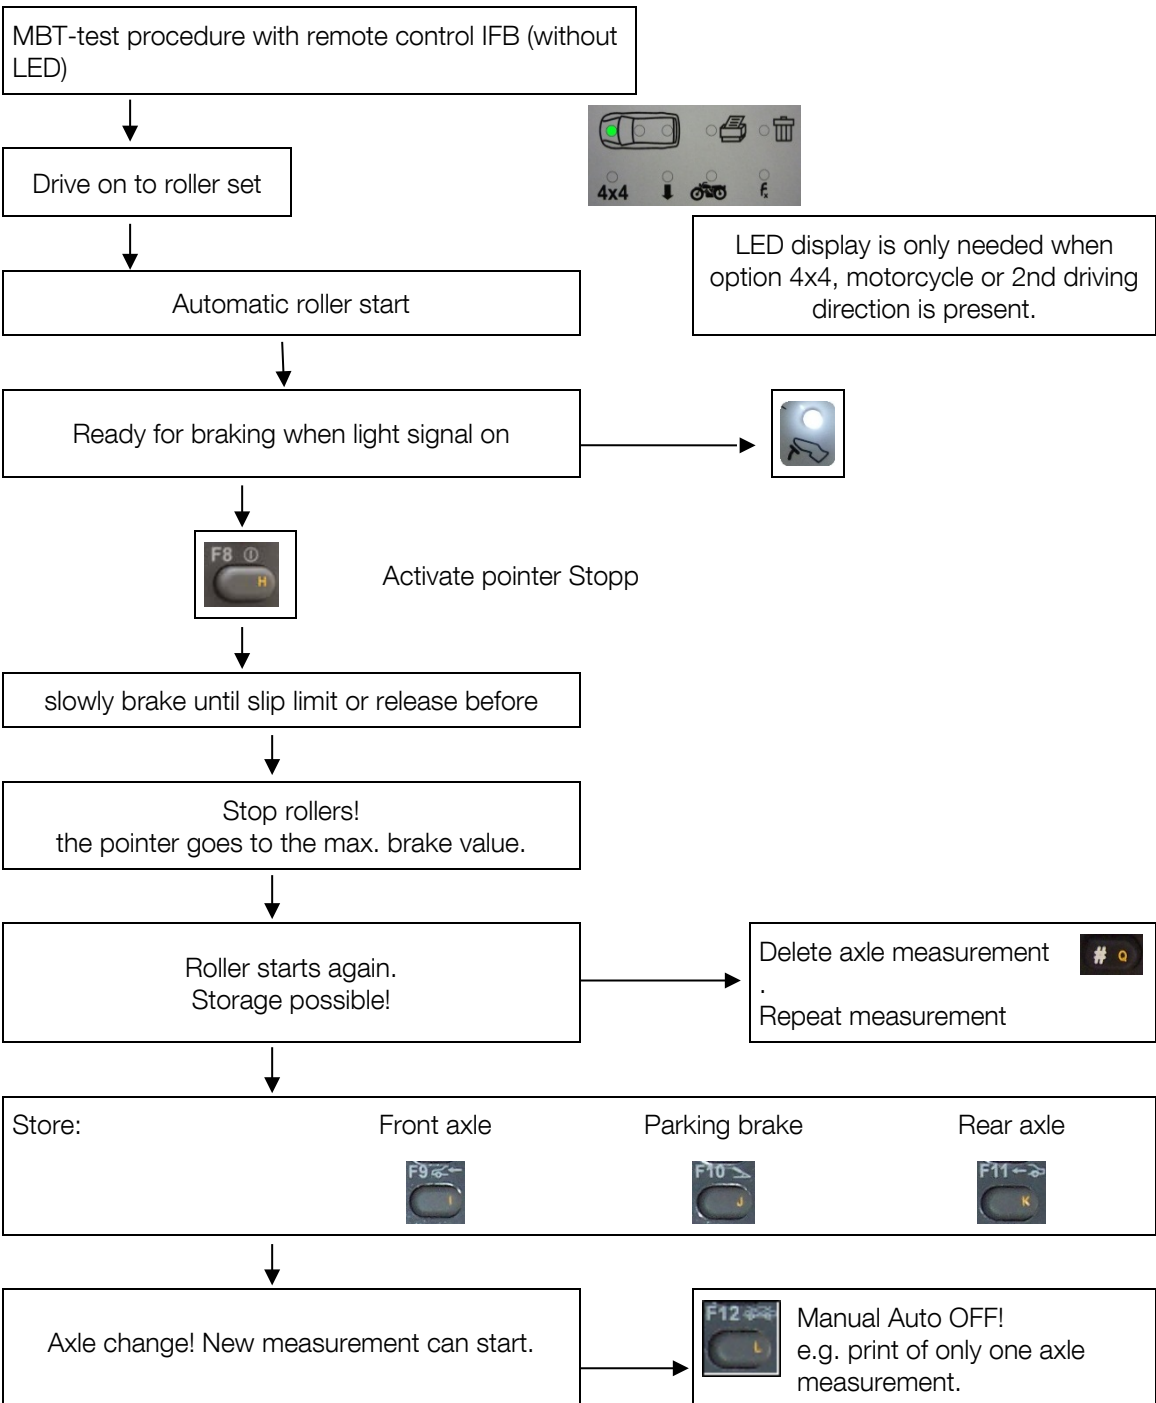 MBT-test procedure with remote control IFB (without
LED)
4x4
Drive on to roller set
LED display is only needed when
option 4x4, motorcycle or 2nd driving
direction is present.
Automatic roller start
Ready for braking when light signal on
F8
H
Activate pointer Stopp
slowly brake until slip limit or release before
Stop rollers!
the pointer goes to the max. brake value.
Roller starts again.
Storage possible!
Delete axle measurement
# Q
.
Repeat measurement
Store:
Front axle
Parking brake
Rear axle
F9
I
F10
J
F11
K
Axle change! New measurement can start.
F12
L
Manual Auto OFF!
e.g. print of only one axle
measurement.